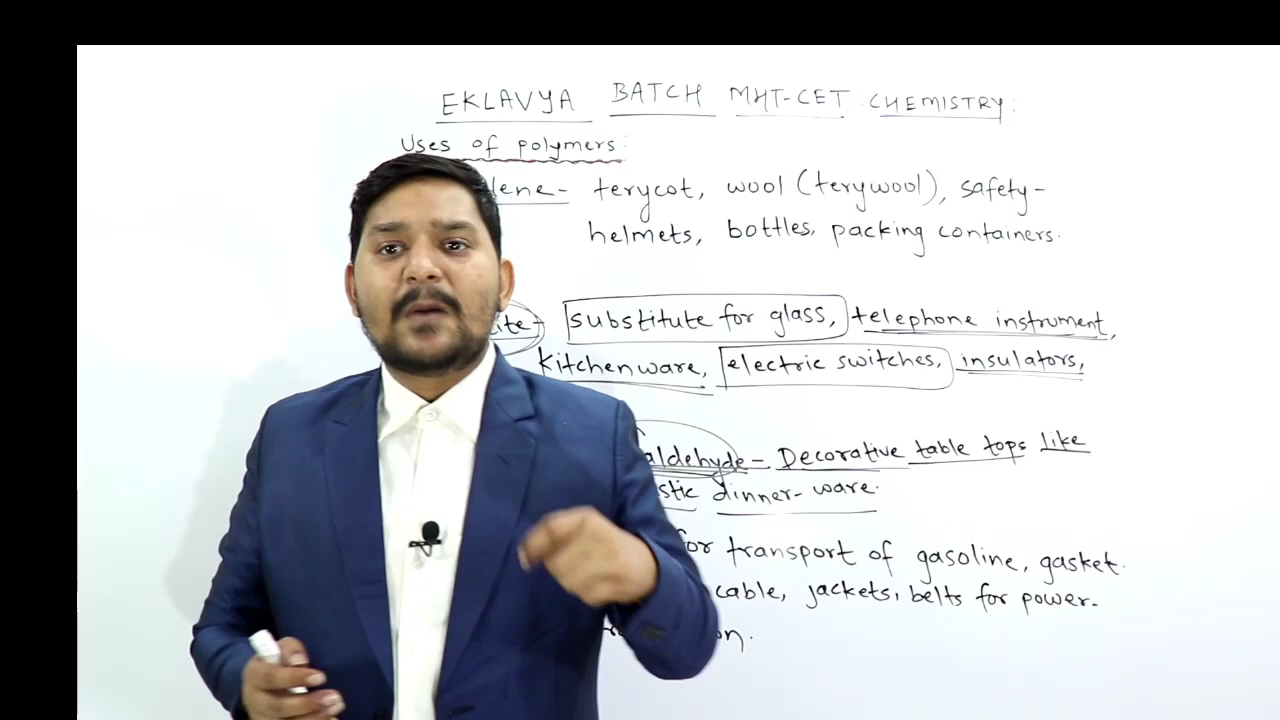 EKLAVYA BATCH MHT-CET : CHEMISTRY:
Uses of polymers:
lene- terycot, wool (terywool), safety-
helmets, bottles, packing containers.
ite- substitute for glass, telephone instrument,
kitchenware, electric switches, insulators,
aldehyde- Decorative table tops like
stic dinner-ware.
for transport of gasoline, gasket.
cable, jackets, belts for power-
on.